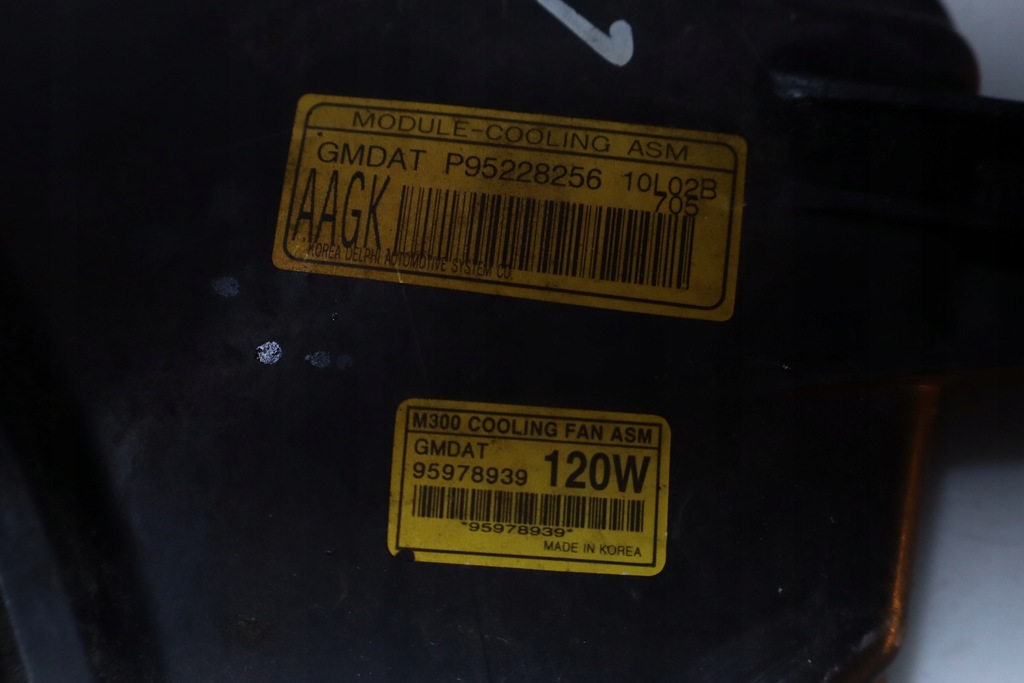 MODULE-COOLING ASM
GMDAT P95228256 10L02B
705
AAGK
KOREA DELPHI AUTOMOTIVE SYSTEM CO.
M300 COOLING FAN ASM
GMDAT
95978939 120W
*95978939*
MADE IN KOREA